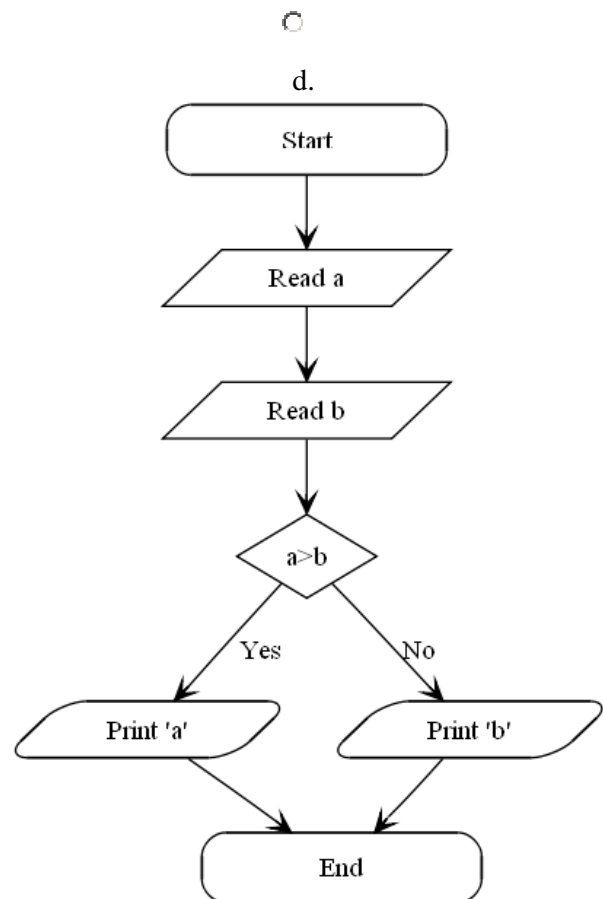 d.
Start
Read a
Read b
a>b
Yes
No
Print 'a'
Print 'b'
End